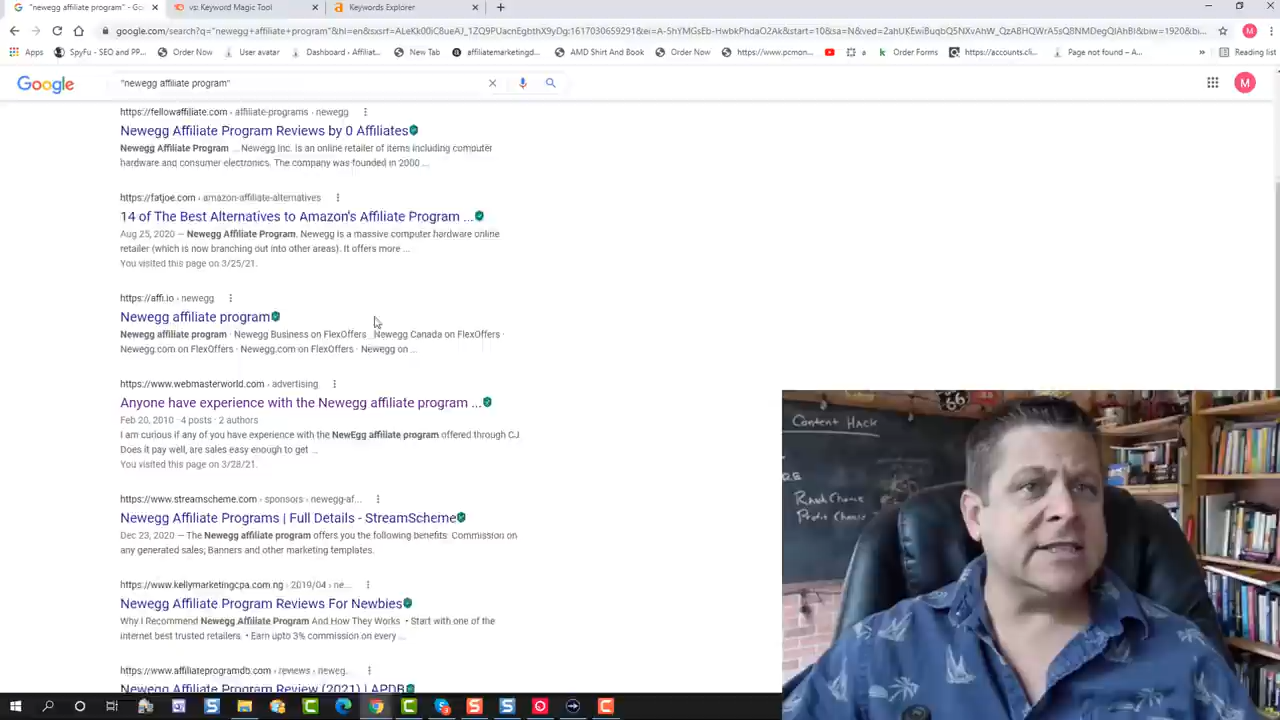 "newegg affiliate program" - G
vs: Keyword Magic Tool
Keywords Explorer
Apps
SpyFu - SEO and PP...
Order Now
User avatar
Dashboard ‹ Affiliat...
New Tab
affiliatemarketingd...
AMD Shirt And Book
Order Now
https://www.pcmon...
Order Forms
https://accounts.cli...
Page not found – A...
Reading list
Google
"newegg affiliate program"
M
https://fellowaffiliate.com › affiliate-programs › newegg
Newegg Affiliate Program Reviews by 0 Affiliates
Newegg Affiliate Program ... Newegg Inc. is an online retailer of items including computer
hardware and consumer electronics. The company was founded in 2000 ...
https://fatjoe.com › amazon-affiliate-alternatives
14 of The Best Alternatives to Amazon's Affiliate Program ...
Aug 25, 2020 — Newegg Affiliate Program. Newegg is a massive computer hardware online
retailer (which is now branching out into other areas). It offers more ...
You visited this page on 3/25/21.
https://affi.io › newegg
Newegg affiliate program
Newegg affiliate program · Newegg Business on FlexOffers · Newegg Canada on FlexOffers ·
Newegg.com on FlexOffers · Newegg.com on FlexOffers · Newegg on ...
https://www.webmasterworld.com › advertising
Anyone have experience with the Newegg affiliate program ...
Feb 20, 2010 · 4 posts · 2 authors
I am curious if any of you have experience with the NewEgg affiliate program offered through CJ
Does it pay well, are sales easy enough to get ...
You visited this page on 3/28/21.
https://www.streamscheme.com › sponsors › newegg-af...
Newegg Affiliate Programs | Full Details - StreamScheme
Dec 23, 2020 — The Newegg affiliate program offers you the following benefits: Commission on
any generated sales; Banners and other marketing templates.
https://www.kellymarketingcpa.com.ng › 2019/04 › ne...
Newegg Affiliate Program Reviews For Newbies
Why I Recommend Newegg Affiliate Program And How They Works · • Start with one of the
internet best trusted retailers. • Earn upto 3% commission on every ...
https://www.affiliateprogramdb.com › reviews › neweg...
Newegg Affiliate Program Review (2021) | APDB
Content Hack
66